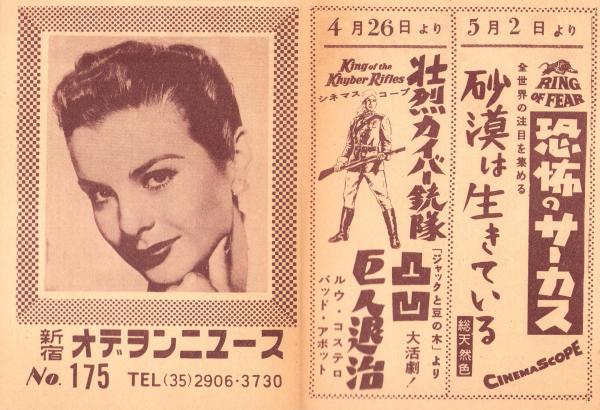 新宿 オデヲンニュース
No. 175 TEL (35) 2906-3730
5月2日より
RING OF FEAR
恐怖のサーカス
CINEMASCOPE
全世界の注目を集める
砂漠は生きている
総天然色
4月26日より
King of the Khyber Rifles
シネマスコープ
壮烈カイバー銃隊
「ジャックと豆の木」より
大活劇!
凸凹巨人退治
ルウ・コステロ
バッド・アボット